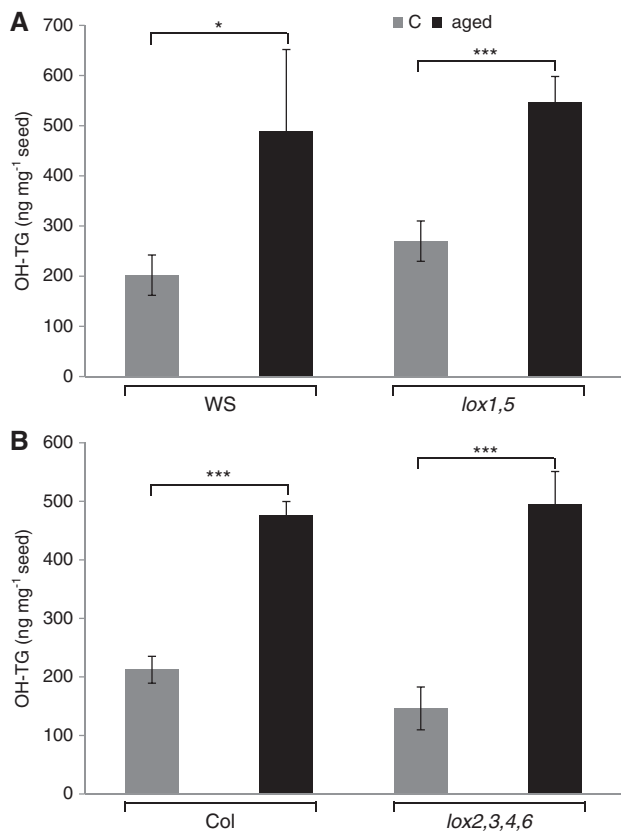 A
C aged
OH-TG (ng mg⁻¹ seed)
700
600
500
400
300
200
100
0
*
***
WS
lox1,5
B
OH-TG (ng mg⁻¹ seed)
600
500
400
300
200
100
0
***
***
Col
lox2,3,4,6